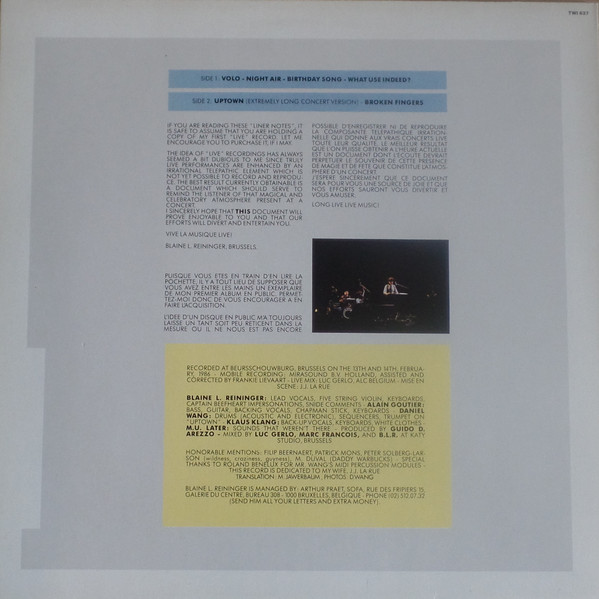 TWI 637
SIDE 1: VOLO - NIGHT AIR - BIRTHDAY SONG - WHAT USE INDEED?
SIDE 2: UPTOWN (EXTREMELY LONG CONCERT VERSION) - BROKEN FINGERS
IF YOU ARE READING THESE "LINER NOTES", IT
IS SAFE TO ASSUME THAT YOU ARE HOLDING A
COPY OF MY FIRST "LIVE" RECORD. LET ME
ENCOURAGE YOU TO PURCHASE IT, IF I MAY.
THE IDEA OF "LIVE" RECORDINGS HAS ALWAYS
SEEMED A BIT DUBIOUS TO ME SINCE TRULY
LIVE PERFORMANCES ARE ENHANCED BY AN
IRRATIONAL TELEPATHIC ELEMENT WHICH IS
NOT YET POSSIBLE TO RECORD AND REPRODU-
CE. THE BEST RESULT CURRENTLY OBTAINABLE IS
A DOCUMENT WHICH SHOULD SERVE TO
REMIND THE LISTENER OF THAT MAGICAL AND
CELEBRATORY ATMOSPHERE PRESENT AT A
CONCERT.
I SINCERELY HOPE THAT THIS DOCUMENT WILL
PROVE ENJOYABLE TO YOU AND THAT OUR
EFFORTS WILL DIVERT AND ENTERTAIN YOU.
VIVE LA MUSIQUE LIVE!
BLAINE L. REININGER, BRUSSELS.
PUISQUE VOUS ETES EN TRAIN D'EN LIRE LA
POCHETTE, IL Y A TOUT LIEU DE SUPPOSER QUE
VOUS AVEZ ENTRE LES MAINS UN EXEMPLAIRE
DE MON PREMIER ALBUM EN PUBLIC. PERMET-
TEZ-MOI DONC DE VOUS ENCOURAGER A EN
FAIRE L'ACQUISITION.
L'IDEE D'UN DISQUE EN PUBLIC M'A TOUJOURS
LAISSE UN TANT SOIT PEU RETICENT DANS LA
MESURE OU IL NE NOUS EST PAS ENCORE
POSSIBLE D'ENREGISTRER NI DE REPRODUIRE
LA COMPOSANTE TELEPATHIQUE IRRATION-
NELLE QUI DONNE AUX VRAIS CONCERTS LIVE
TOUTE LEUR QUALITE. LE MEILLEUR RESULTAT
QUE L'ON PUISSE OBTENIR A L'HEURE ACTUELLE
EST UN DOCUMENT DONT L'ECOUTE DEVRAIT
PERPETUER LE SOUVENIR DE CETTE PRESENCE
DE MAGIE ET DE FETE QUE CONSTITUE L'ATMOS-
PHERE D'UN CONCERT.
J'ESPERE SINCEREMENT QUE CE DOCUMENT
SERA POUR VOUS UNE SOURCE DE JOIE ET QUE
NOS EFFORTS SAURONT VOUS DIVERTIR ET
VOUS AMUSER.
LONG LIVE LIVE MUSIC!
RECORDED AT BEURSSCHOUWBURG, BRUSSELS ON THE 13TH AND 14TH, FEBRUA-
RY, 1986 - MOBILE RECORDING: MIRASOUND B.V. HOLLAND, ASSISTED AND
CORRECTED BY FRANKIE LIEVAART - LIVE MIX: LUC GERLO, ALC BELGIUM - MISE EN
SCENE: J.J. LA RUE
BLAINE L. REININGER: LEAD VOCALS, FIVE STRING VIOLIN, KEYBOARDS,
CAPTAIN BEEFHEART IMPERSONATIONS, SNIDE COMMENTS - ALAIN GOUTIER:
BASS, GUITAR, BACKING VOCALS, CHAPMAN STICK, KEYBOARDS - DANIEL
WANG: DRUMS (ACOUSTIC AND ELECTRONIC), SEQUENCERS, TRUMPET ON
"UPTOWN" - KLAUS KLANG: BACK-UP VOCALS, KEYBOARDS, WHITE CLOTHES -
M.U. LATER: SOUNDS THAT WEREN'T THERE - PRODUCED BY GUIDO D.
AREZZO - MIXED BY LUC GERLO, MARC FRANCOIS, AND B.L.R. AT KATY
STUDIO, BRUSSELS
HONORABLE MENTIONS: FILIP BEERNAERT, PATRICK MONS, PETER SOLBERG-LAR-
SON (wildness, craziness, guyness), M. DUVAL (DADDY WARBUCKS) - SPECIAL
THANKS TO ROLAND BENELUX FOR MR. WANG'S MIDI PERCUSSION MODULES -
THIS RECORD IS DEDICATED TO MY WIFE, J.J. LA RUE
TRANSLATION: M. JAWERBAUM; PHOTOS: D.WANG
BLAINE L. REININGER IS MANAGED BY: ARTHUR PRAET, SOFA, RUE DES FRIPIERS 15,
GALERIE DU CENTRE, BUREAU 308 - 1000 BRUXELLES, BELGIQUE - PHONE (02) 512.07.32
(SEND HIM ALL YOUR LETTERS AND EXTRA MONEY).